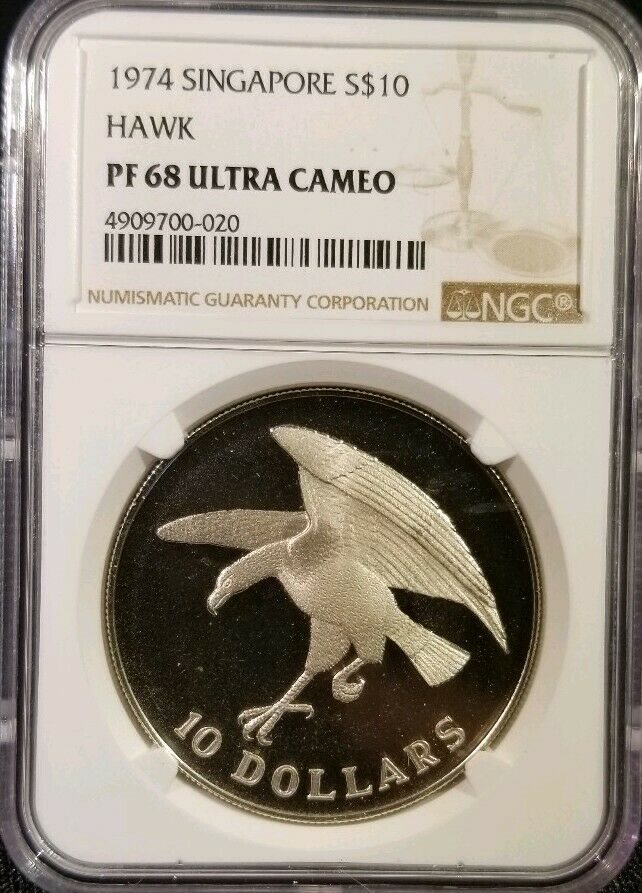 1974 SINGAPORE S$10
HAWK
PF 68 ULTRA CAMEO
4909700-020
NUMISMATIC GUARANTY CORPORATION
NGC®
10 DOLLARS